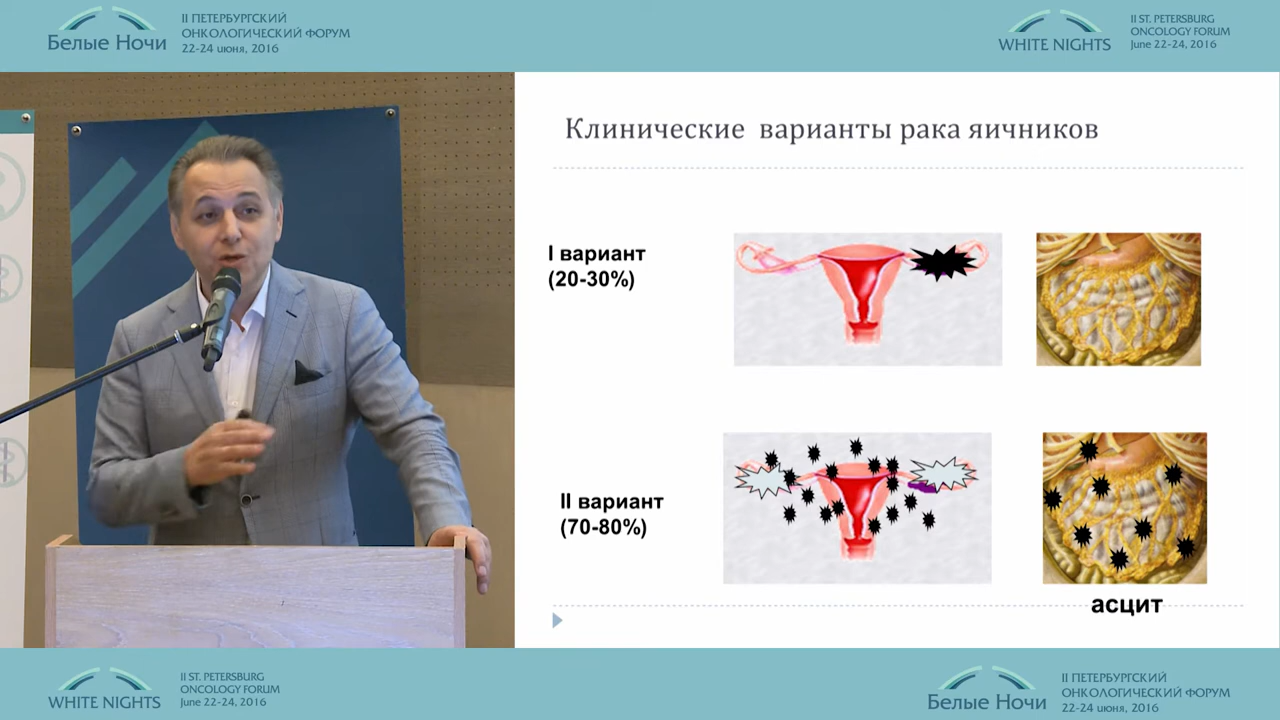 Белые Ночи
II ПЕТЕРБУРГСКИЙ
ОНКОЛОГИЧЕСКИЙ ФОРУМ
22-24 июня, 2016
WHITE NIGHTS
II ST. PETERSBURG
ONCOLOGY FORUM
June 22-24, 2016
Клинические варианты рака яичников
I вариант
(20-30%)
II вариант
(70-80%)
асцит
WHITE NIGHTS
II ST. PETERSBURG
ONCOLOGY FORUM
June 22-24, 2016
Белые Ночи
II ПЕТЕРБУРГСКИЙ
ОНКОЛОГИЧЕСКИЙ ФОРУМ
22-24 июня, 2016